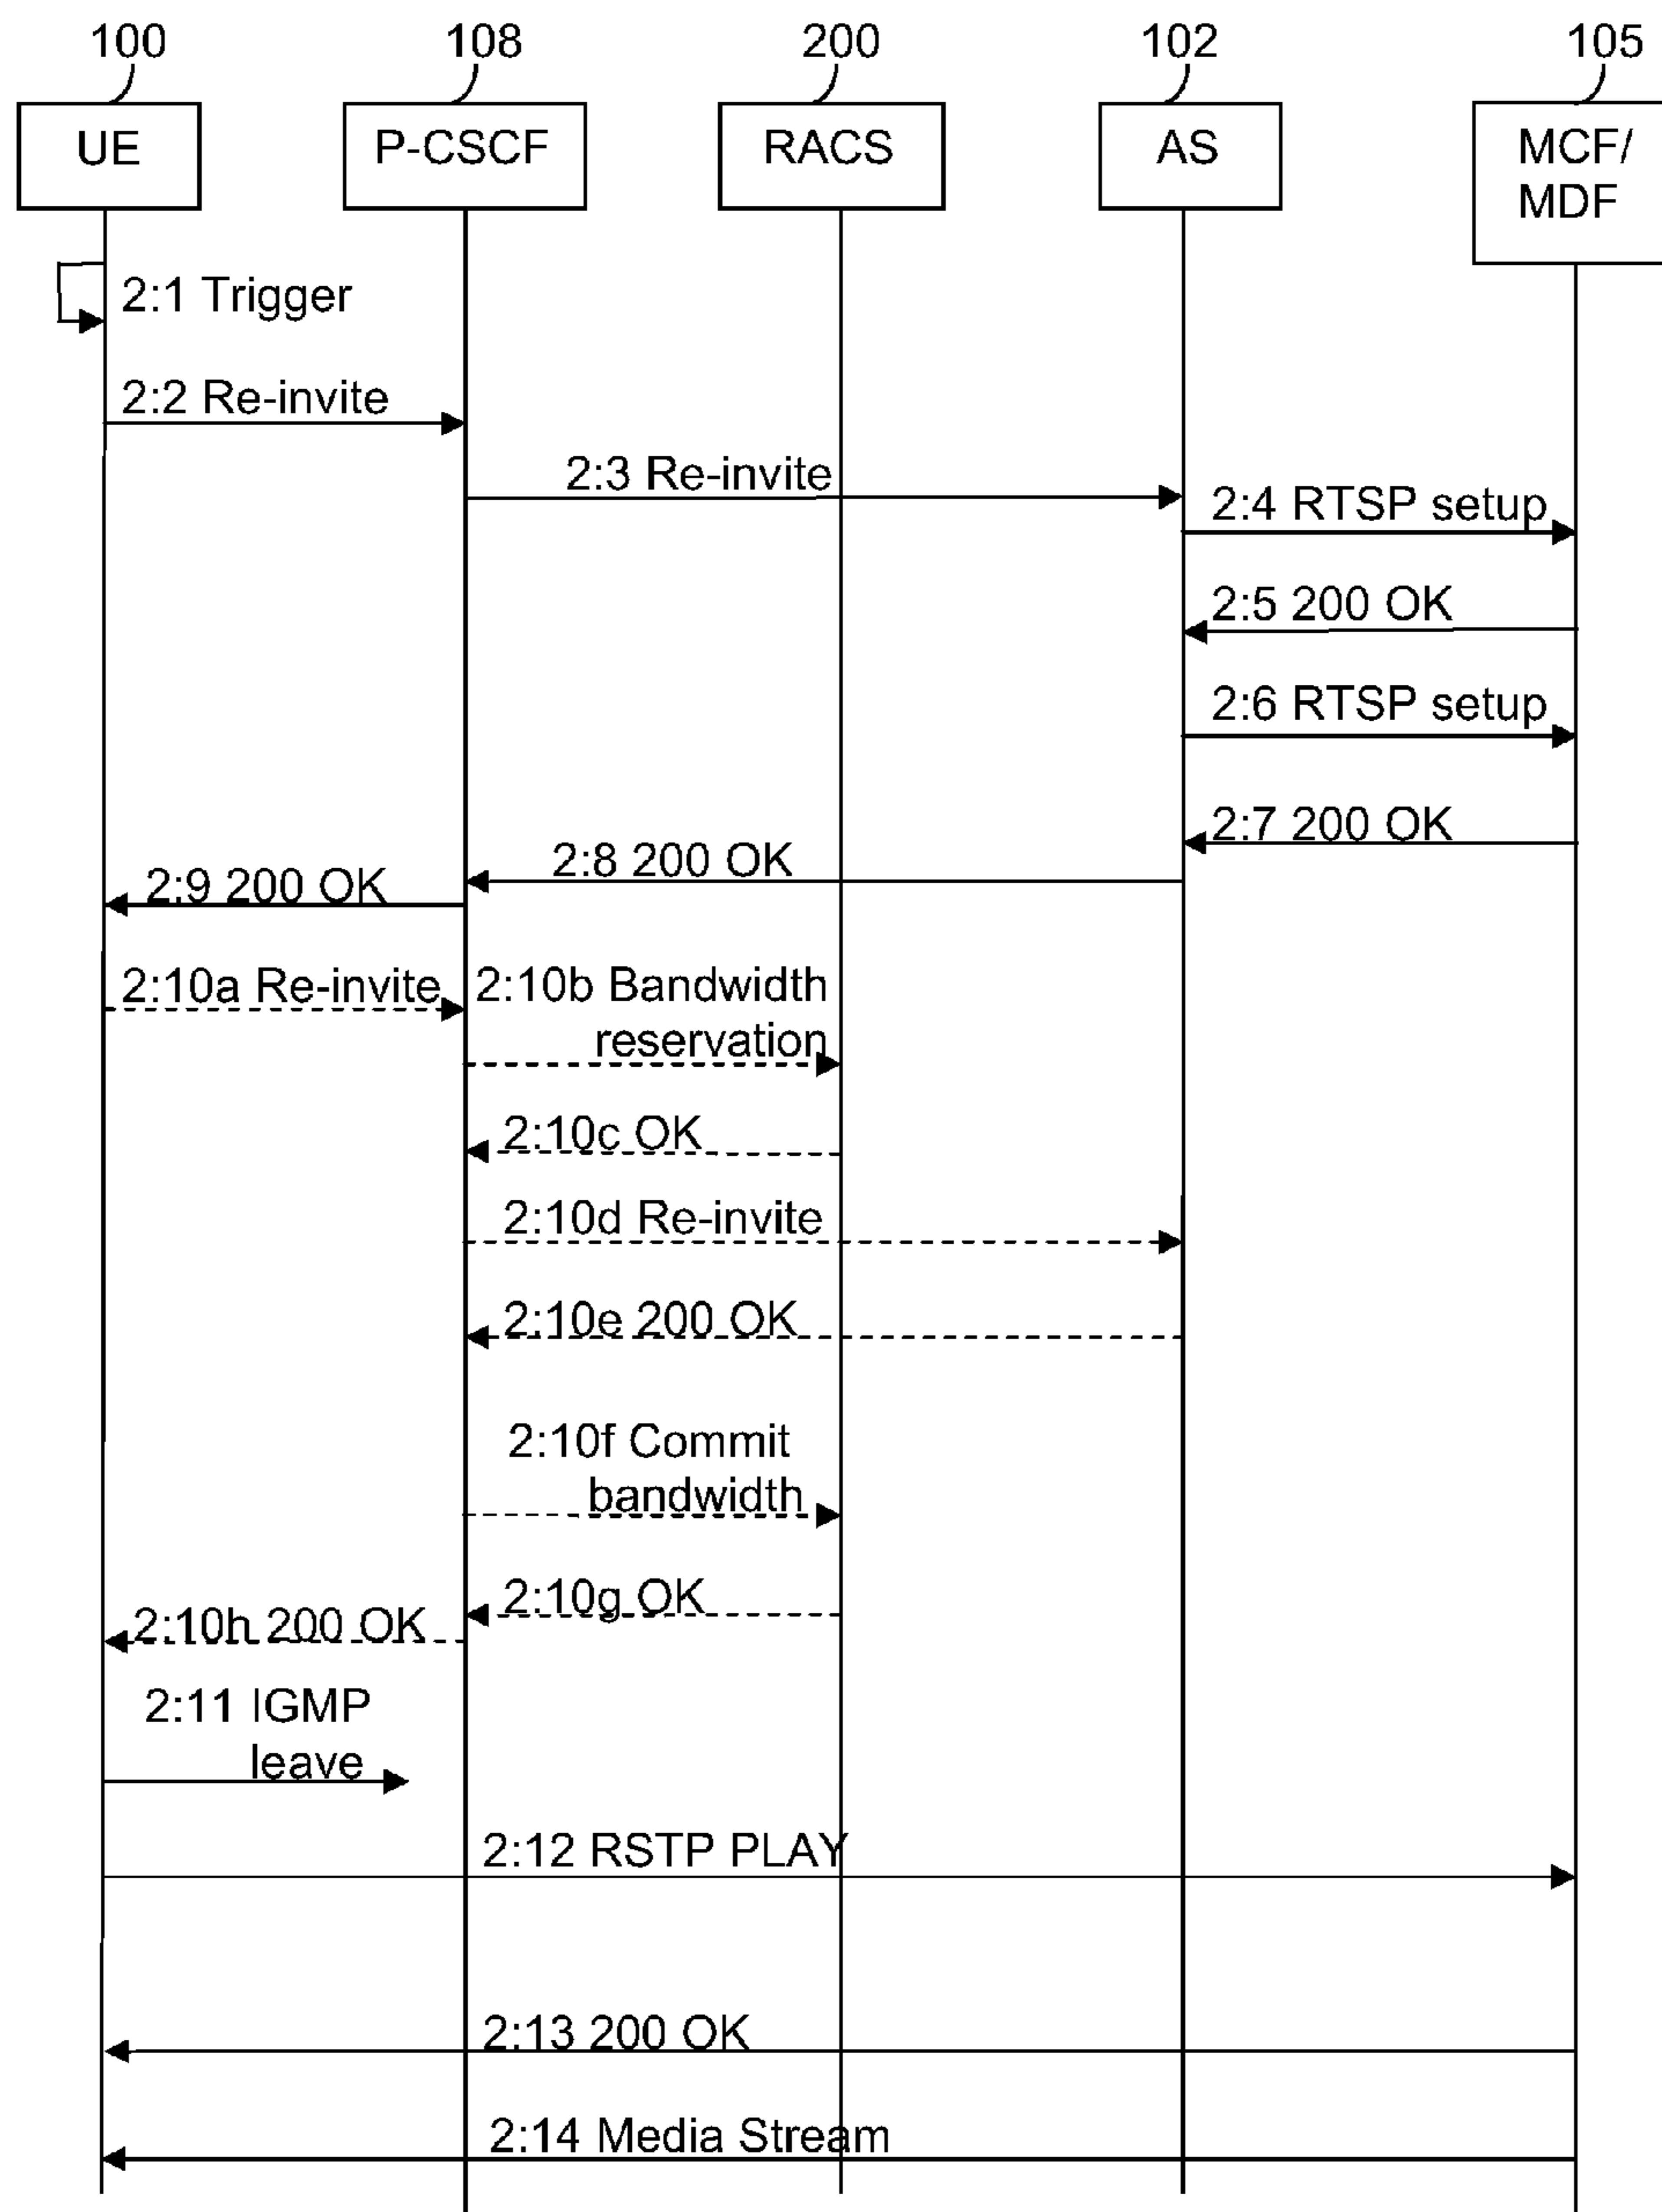 100
108
200
102
105
UE
P-CSCF
RACS
AS
MCF/
MDF
2:1 Trigger
2:2 Re-invite
2:3 Re-invite
2:4 RTSP setup
2:5 200 OK
2:6 RTSP setup
2:7 200 OK
2:8 200 OK
2:9 200 OK
2:10a Re-invite
2:10b Bandwidth
reservation
2:10c OK
2:10d Re-invite
2:10e 200 OK
2:10f Commit
bandwidth
2:10g OK
2:10h 200 OK
2:11 IGMP
leave
2:12 RSTP PLAY
2:13 200 OK
2:14 Media Stream